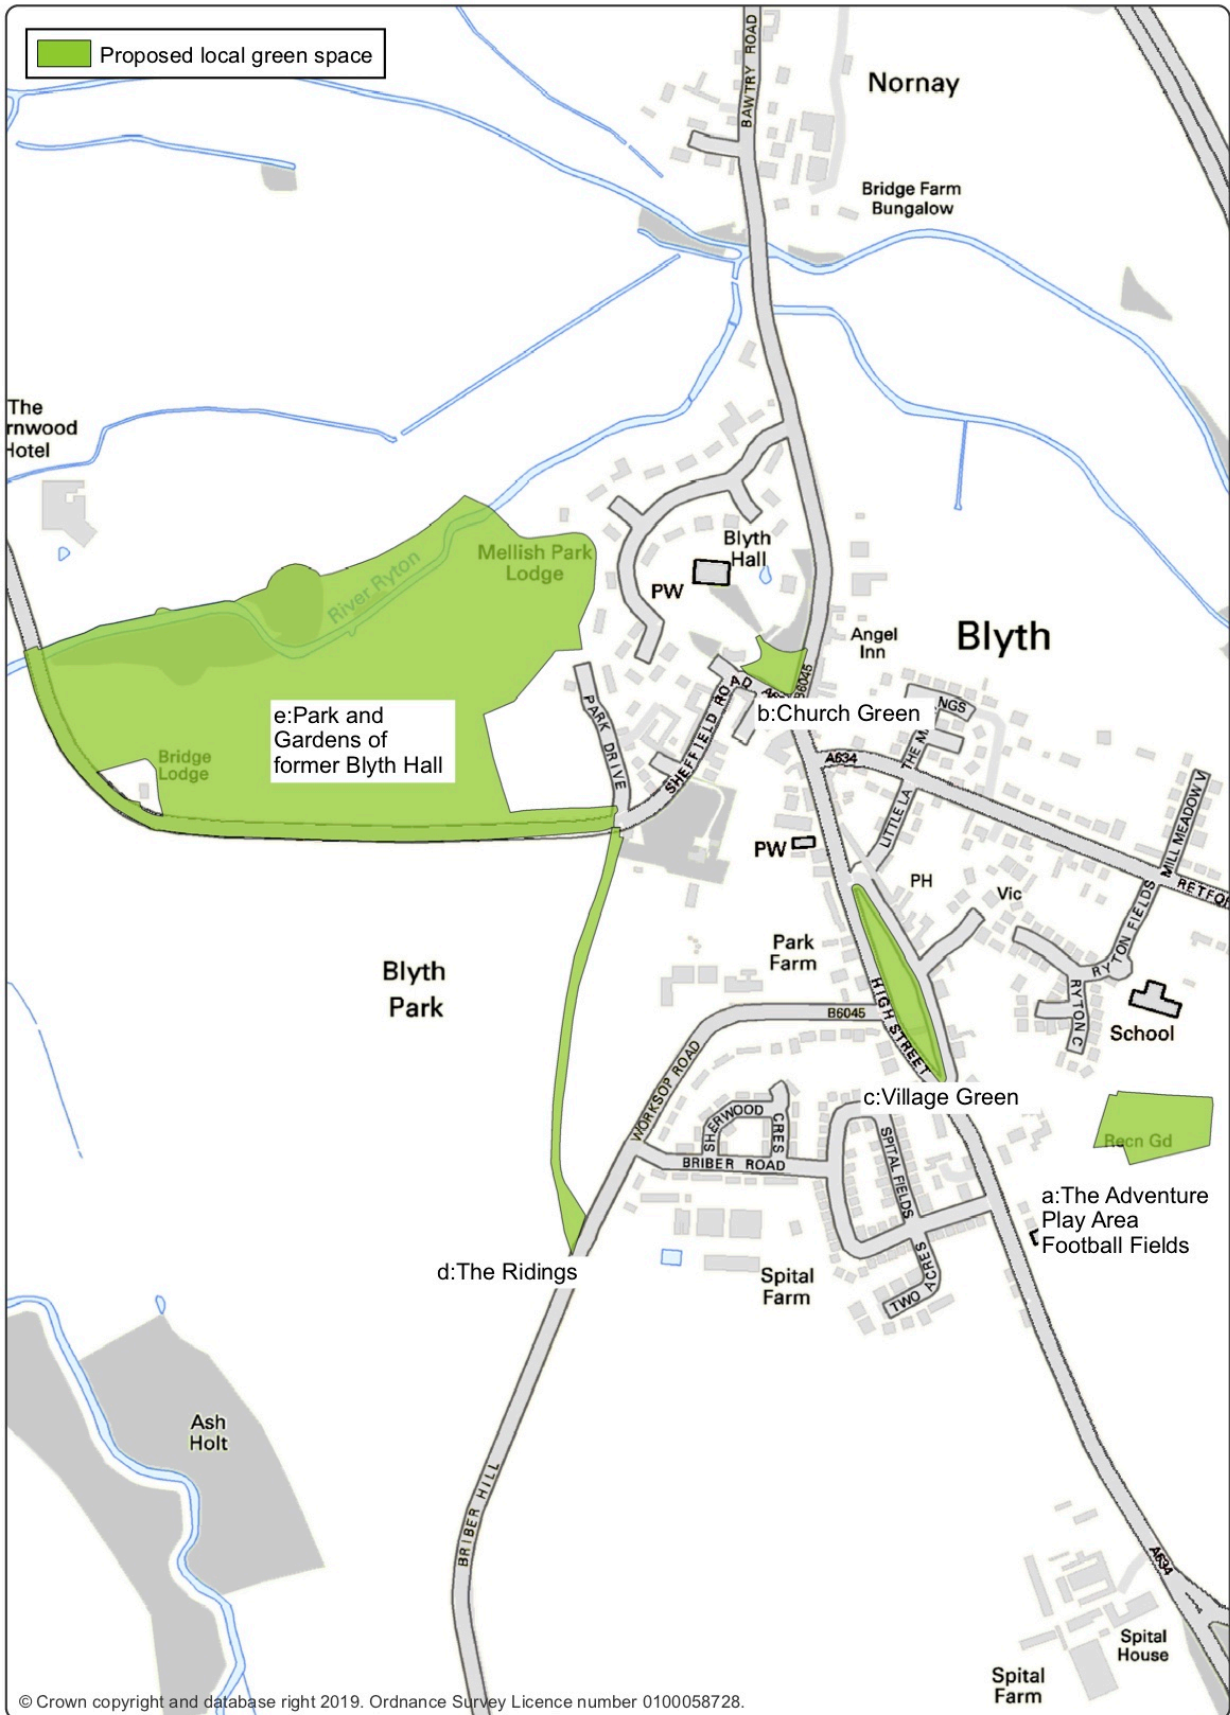 Proposed local green space
BAWTRY ROAD
Nornay
Bridge Farm
Bungalow
The
rnwood
Hotel
Mellish Park
Lodge
River Ryton
Blyth
Hall
PW
Angel
Inn
Blyth
B6045
b:Church Green
NGS
THE M
e:Park and
Gardens of
former Blyth Hall
Bridge
Lodge
PARK DRIVE
SHEFFIELD ROAD
A634
LITTLE LA
MILL MEADOW V
PW
PH
Vic
RETFO
RYTON FIELDS
Park
Farm
Blyth
Park
HIGH STREET
B6045
RYTON C
School
WORKSOP ROAD
c:Village Green
SHERWOOD
CRES
BRIBER ROAD
SPITAL FIELDS
Recn Gd
a:The Adventure
Play Area
Football Fields
d:The Ridings
Spital
Farm
TWO ACRES
Ash
Holt
BRIBER HILL
A634
Spital
House
Spital
Farm
© Crown copyright and database right 2019. Ordnance Survey Licence number 0100058728.